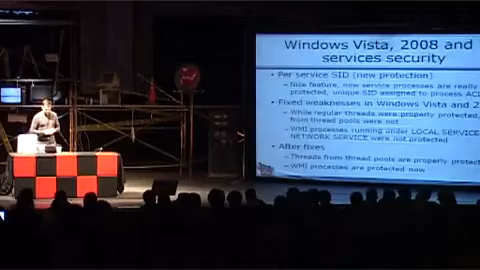 Windows Vista, 2008 and
services security
• Per service SID (new protection)
– Nice feature, now service processes are really
protected, unique SID assigned to process ACL
• Fixed weaknesses in Windows Vista and 2
– While regular threads were properly protected,
from thread pools were not
– WMI processes running under LOCAL SERVICE
NETWORK SERVICE were not protected
• After fixes
– Threads from thread pools are properly protec
– WMI processes are protected now